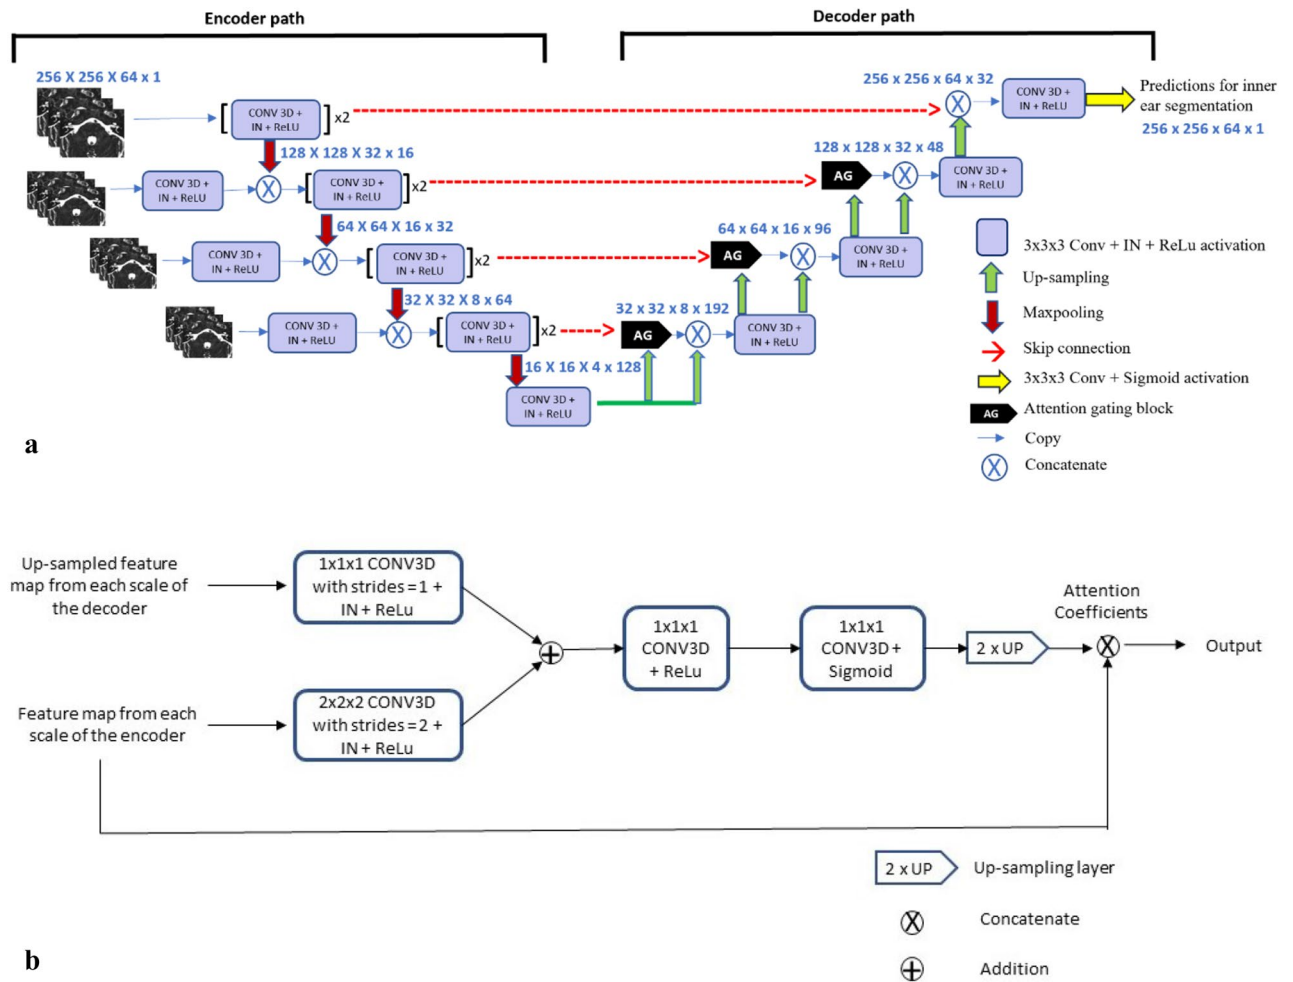 Encoder path
Decoder path
256 X 256 X 64 x 1
CONV 3D +
IN + ReLU
x2
256 x 256 x 64 x 32
CONV 3D +
IN + ReLU
Predictions for inner
ear segmentation
256 x 256 x 64 x 1
128 X 128 X 32 x 16
128 x 128 x 32 x 48
CONV 3D +
IN + ReLU
CONV 3D +
IN + ReLU
x2
AG
CONV 3D +
IN + ReLU
64 X 64 X 16 x 32
64 x 64 x 16 x 96
CONV 3D +
IN + ReLU
CONV 3D +
IN + ReLU
x2
AG
CONV 3D +
IN + ReLU
32 X 32 X 8 x 64
32 x 32 x 8 x 192
CONV 3D +
IN + ReLU
CONV 3D +
IN + ReLU
x2
AG
CONV 3D +
IN + ReLU
16 X 16 X 4 x 128
CONV 3D +
IN + ReLU
3x3x3 Conv + IN + ReLu activation
Up-sampling
Maxpooling
Skip connection
3x3x3 Conv + Sigmoid activation
AG
Attention gating block
Copy
Concatenate
a
Up-sampled feature
map from each scale of
the decoder
1x1x1 CONV3D
with strides=1 +
IN + ReLu
Feature map from each
scale of the encoder
2x2x2 CONV3D
with strides=2 +
IN + ReLu
1x1x1
CONV3D
+ ReLu
1x1x1
CONV3D +
Sigmoid
2 x UP
Attention
Coefficients
Output
2 x UP
Up-sampling layer
Concatenate
Addition
b